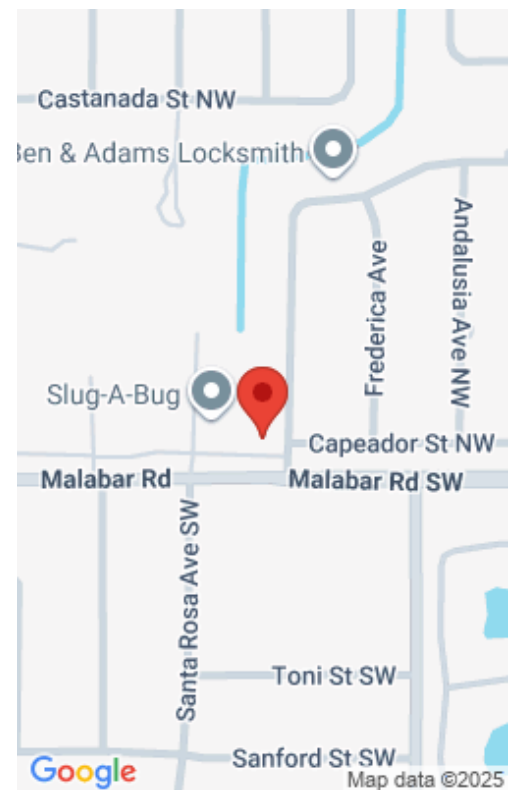 Castanada St NW
Ben & Adams Locksmith
Andalusia Ave NW
Frederica Ave
Slug-A-Bug
Capeador St NW
Malabar Rd
Malabar Rd SW
Santa Rosa Ave SW
Toni St SW
Sanford St SW
Google
Map data ©2025